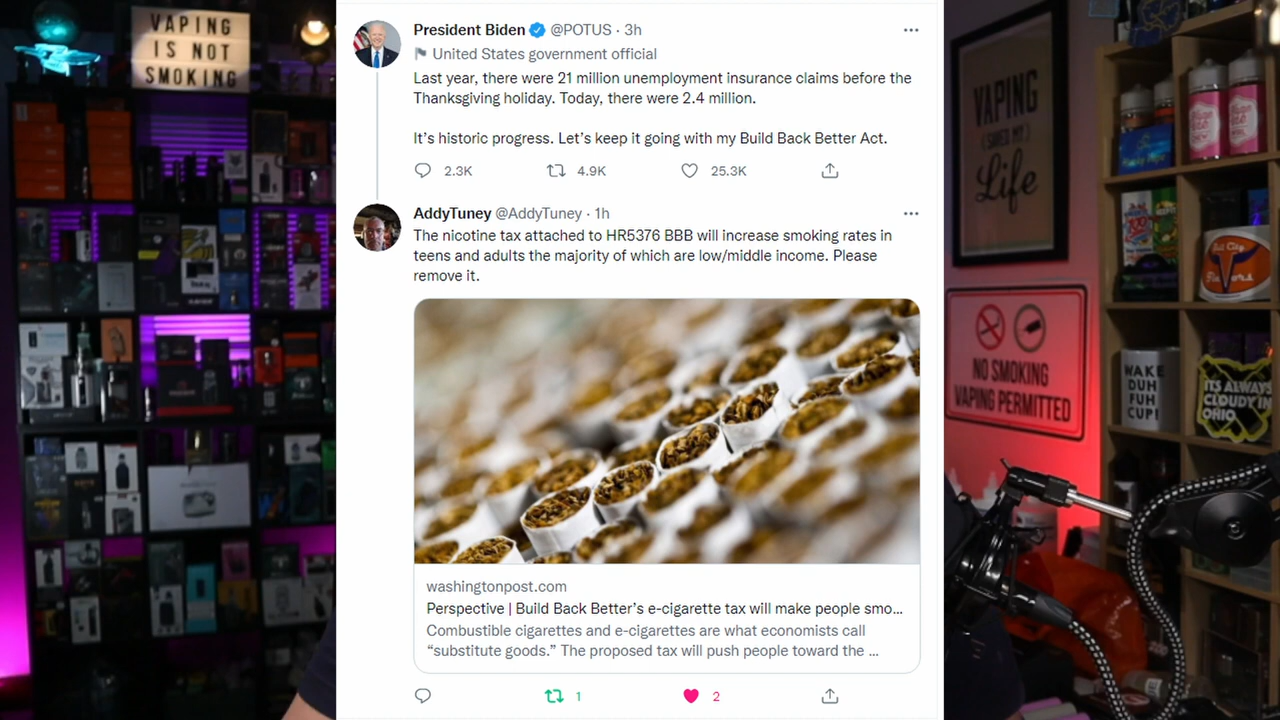 VAPING
IS NOT
SMOKING
President Biden @POTUS · 3h
United States government official
Last year, there were 21 million unemployment insurance claims before the
Thanksgiving holiday. Today, there were 2.4 million.
It's historic progress. Let's keep it going with my Build Back Better Act.
2.3K 4.9K 25.3K
AddyTuney @AddyTuney · 1h
The nicotine tax attached to HR5376 BBB will increase smoking rates in
teens and adults the majority of which are low/middle income. Please
remove it.
washingtonpost.com
Perspective | Build Back Better's e-cigarette tax will make people smo...
Combustible cigarettes and e-cigarettes are what economists call
“substitute goods.” The proposed tax will push people toward the ...
1 2
VAPING
SAVED MY
Life
NO SMOKING
VAPING PERMITTED
WAKE
DUH
FUH
CUP!
ITS ALWAYS
CLOUDY IN
OHIO